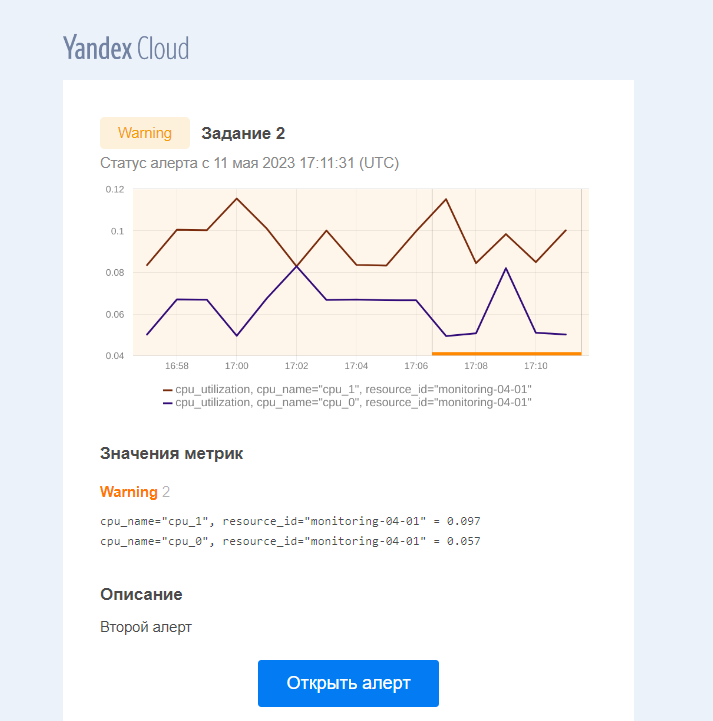 Yandex Cloud
Warning Задание 2
Статус алерта с 11 мая 2023 17:11:31 (UTC)
0.12
0.1
0.08
0.06
0.04
16:58 17:00 17:02 17:04 17:06 17:08 17:10
cpu_utilization, cpu_name="cpu_1", resource_id="monitoring-04-01"
cpu_utilization, cpu_name="cpu_0", resource_id="monitoring-04-01"
Значения метрик
Warning 2
cpu_name="cpu_1", resource_id="monitoring-04-01" = 0.097
cpu_name="cpu_0", resource_id="monitoring-04-01" = 0.057
Описание
Второй алерт
Открыть алерт